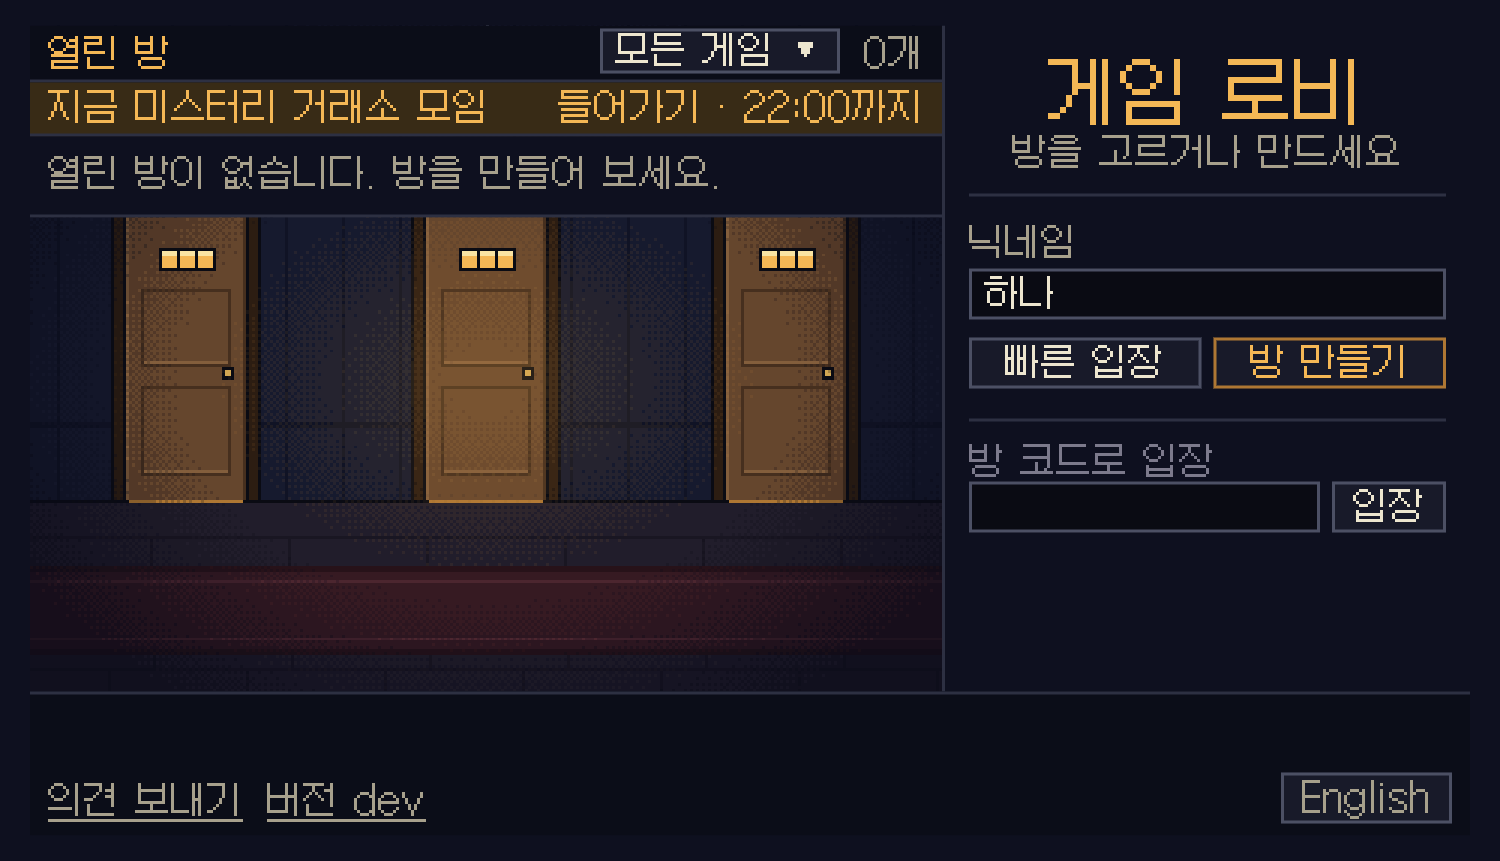 열린 방
모든 게임 ▼
0개
지금 미스터리 거래소 모임
들어가기 · 22:00까지
열린 방이 없습니다. 방을 만들어 보세요.
게임 로비
방을 고르거나 만드세요
닉네임
하나
빠른 입장
방 만들기
방 코드로 입장
입장
의견 보내기
버전 dev
English